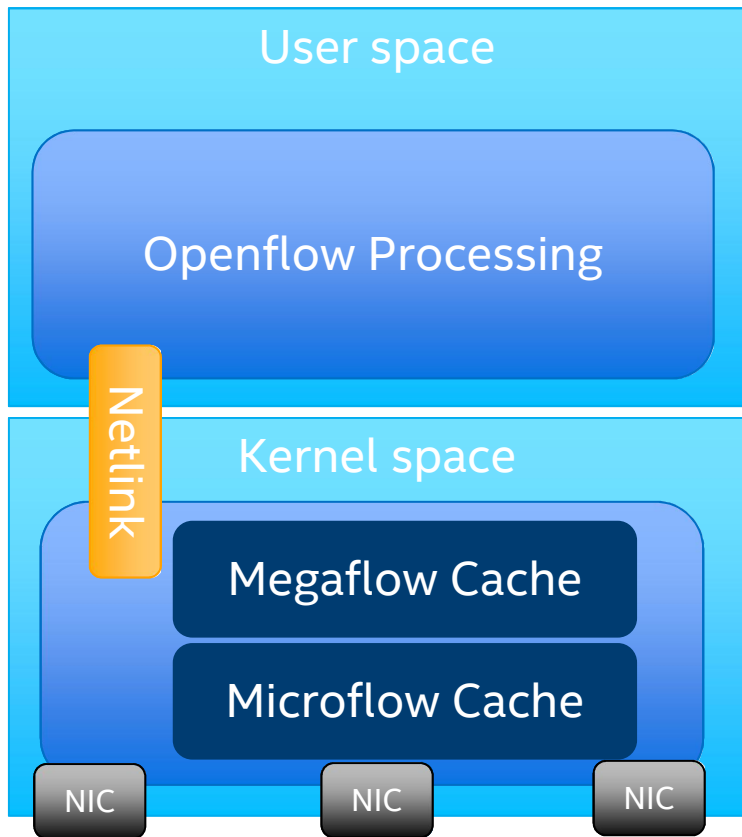 User space
Openflow Processing
Netlink
Kernel space
Megaflow Cache
Microflow Cache
NIC
NIC
NIC